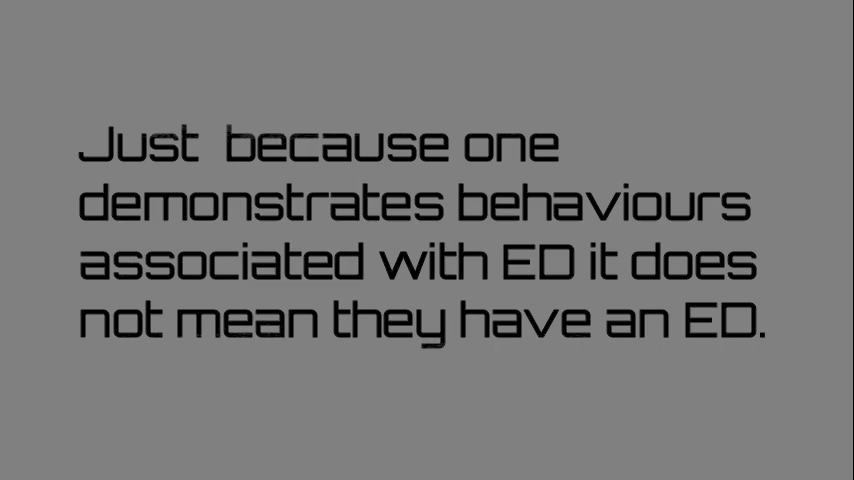 Just because one
demonstrates behaviours
associated with ED it does
not mean they have an ED.